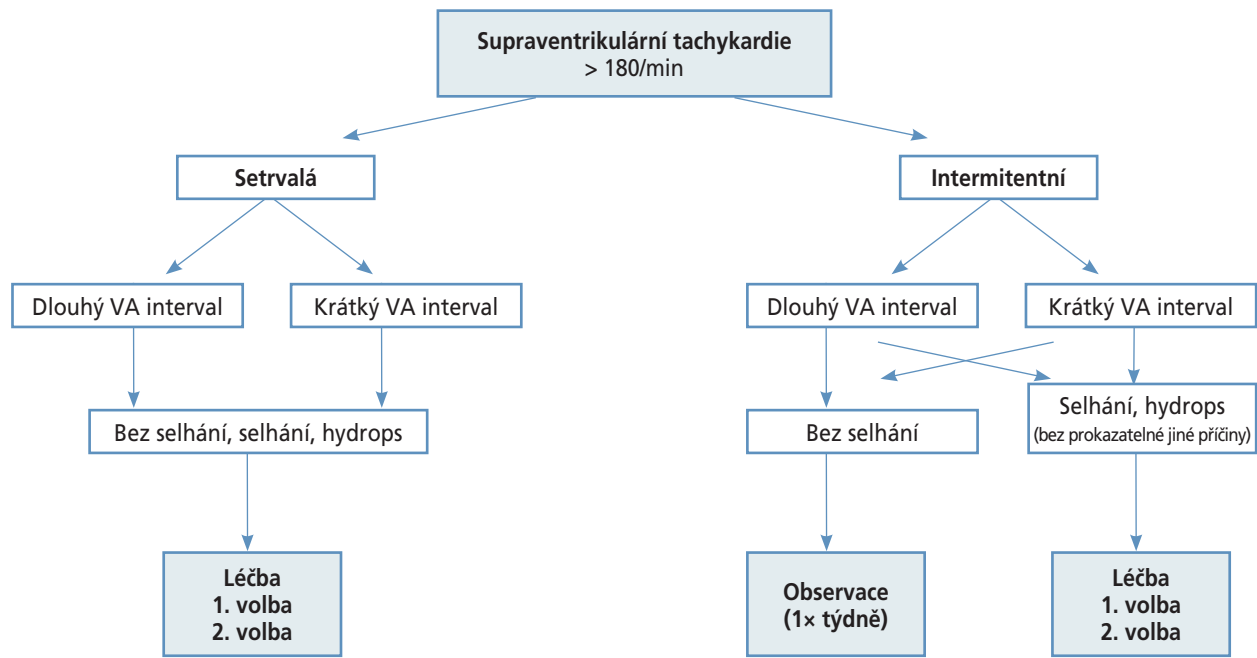 Supraventrikulární tachykardie
> 180/min
Setrvalá
Intermitentní
Dlouhý VA interval
Krátký VA interval
Dlouhý VA interval
Krátký VA interval
Bez selhání, selhání, hydrops
Bez selhání
Selhání, hydrops
(bez prokazatelné jiné příčiny)
Léčba
1. volba
2. volba
Observace
(1× týdně)
Léčba
1. volba
2. volba